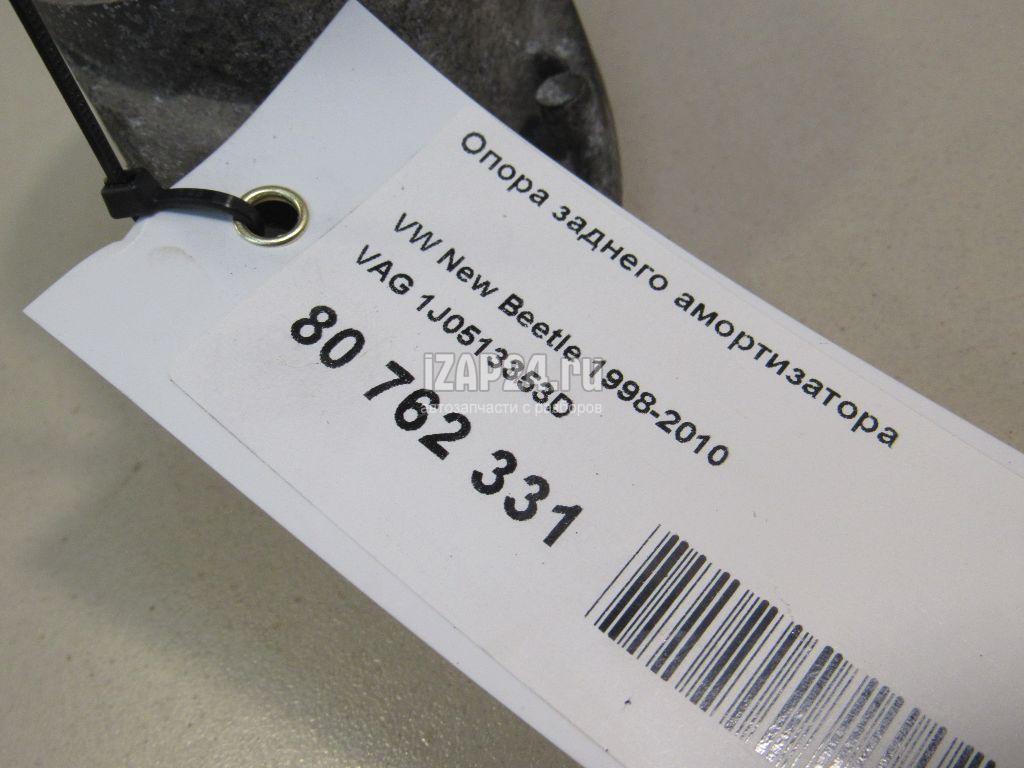 Опора заднего амортизатора
VW New Beetle 1998-2010
VAG 1J0513353D
80 762 331
iZAP24.ru
автозапчасти с разборов